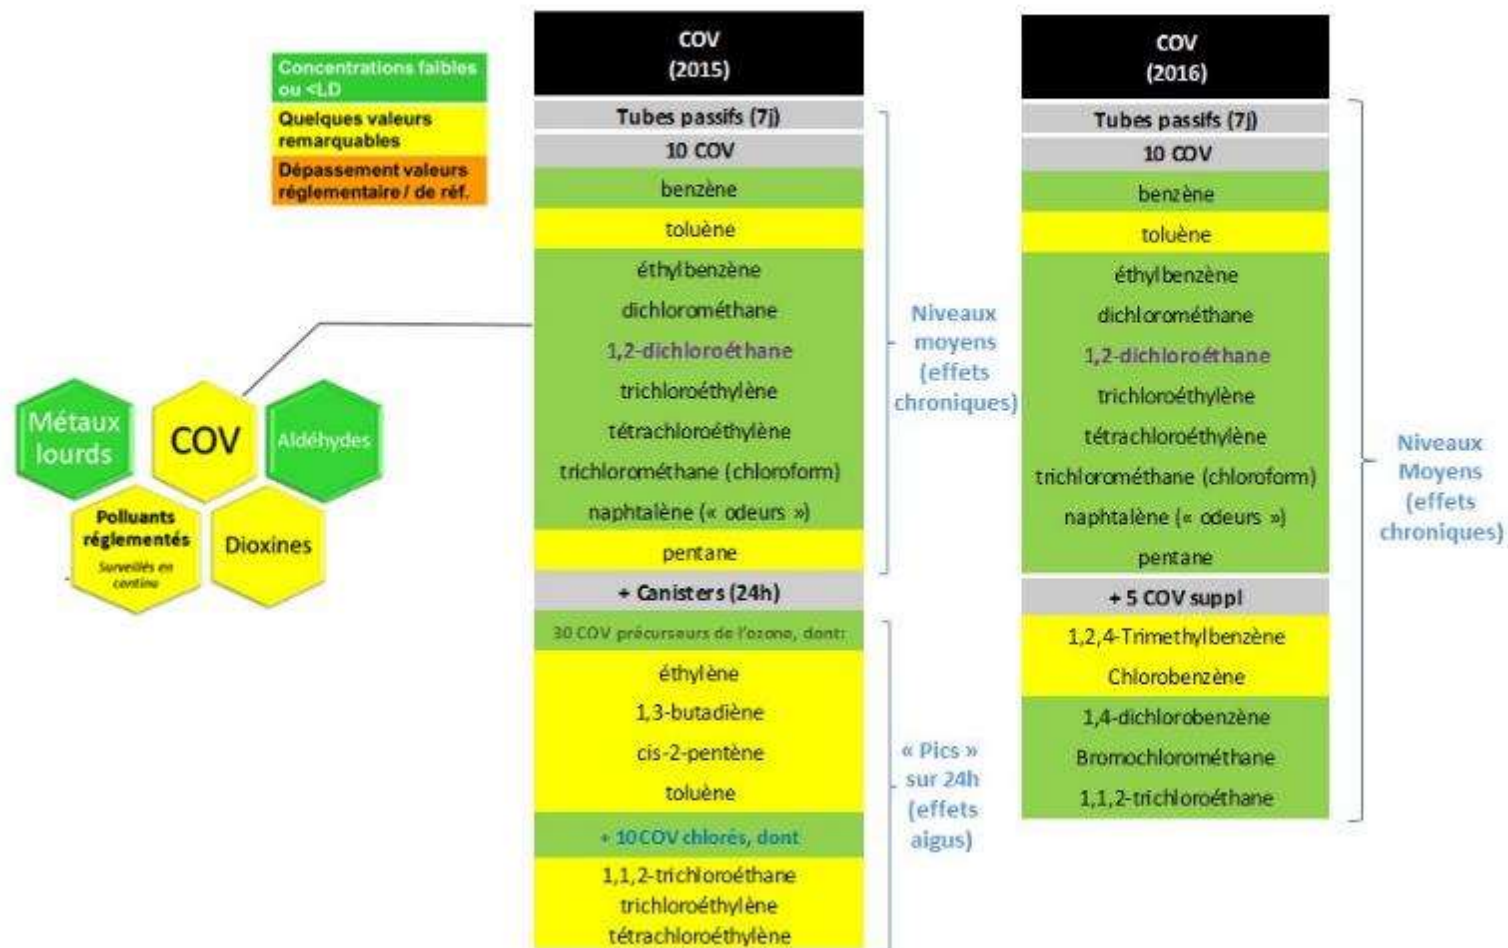 Concentrations faibles
ou <LD
Quelques valeurs
remarquables
Dépassement valeurs
réglementaire / de réf.
Métaux
lourds
COV
Aldéhydes
Polluants
réglementés
Surveillés en
continu
Dioxines
COV
(2015)
Tubes passifs (7j)
10 COV
benzène
toluène
éthylbenzène
dichlorométhane
1,2-dichloroéthane
trichloroéthylène
tétrachloroéthylène
trichlorométhane (chloroform)
naphtalène (« odeurs »)
pentane
+ Canisters (24h)
30 COV précurseurs de l'ozone, dont:
éthylène
1,3-butadiène
cis-2-pentène
toluène
+ 10 COV chlorés, dont
1,1,2-trichloroéthane
trichloroéthylène
tétrachloroéthylène
Niveaux
moyens
(effets
chroniques)
« Pics »
sur 24h
(effets
aigus)
COV
(2016)
Tubes passifs (7j)
10 COV
benzène
toluène
éthylbenzène
dichlorométhane
1,2-dichloroéthane
trichloroéthylène
tétrachloroéthylène
trichlorométhane (chloroform)
naphtalène (« odeurs »)
pentane
+ 5 COV suppl
1,2,4-Trimethylbenzène
Chlorobenzène
1,4-dichlorobenzène
Bromochlorométhane
1,1,2-trichloroéthane
Niveaux
Moyens
(effets
chroniques)